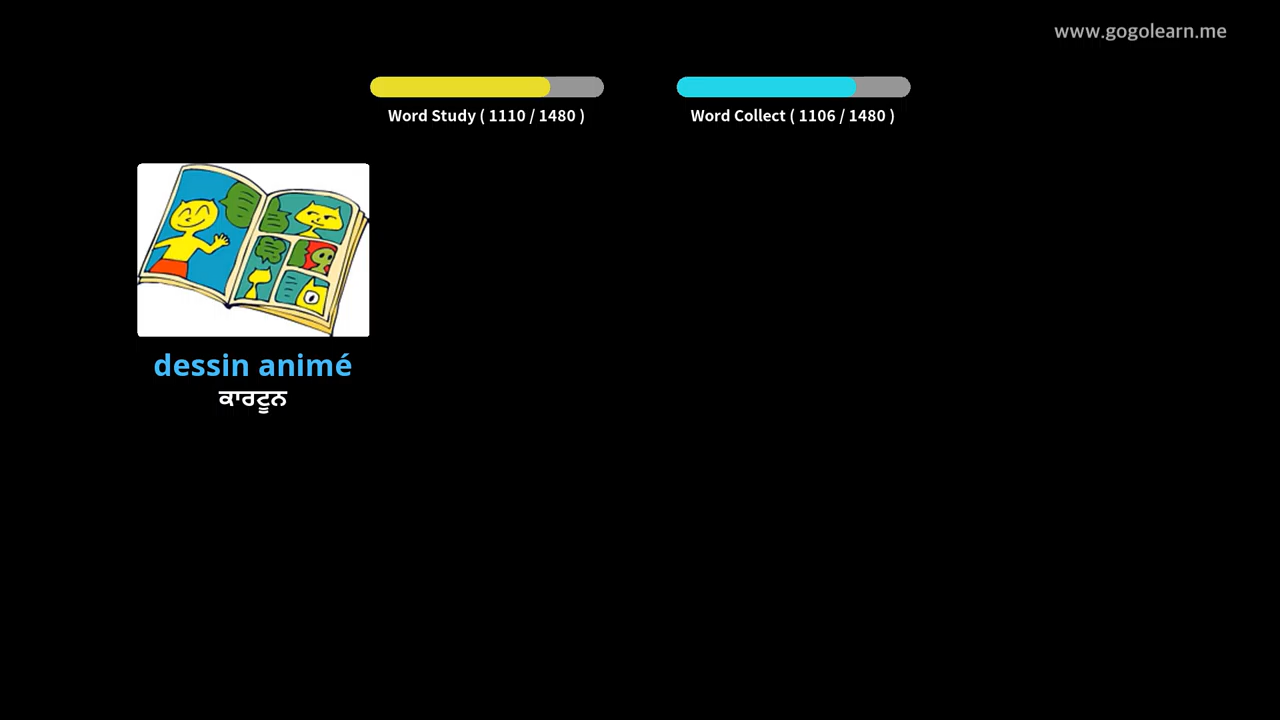 www.gogolearn.me
Word Study ( 1110 / 1480 )
Word Collect ( 1106 / 1480 )
dessin animé
ਕਾਰਟੂਨ